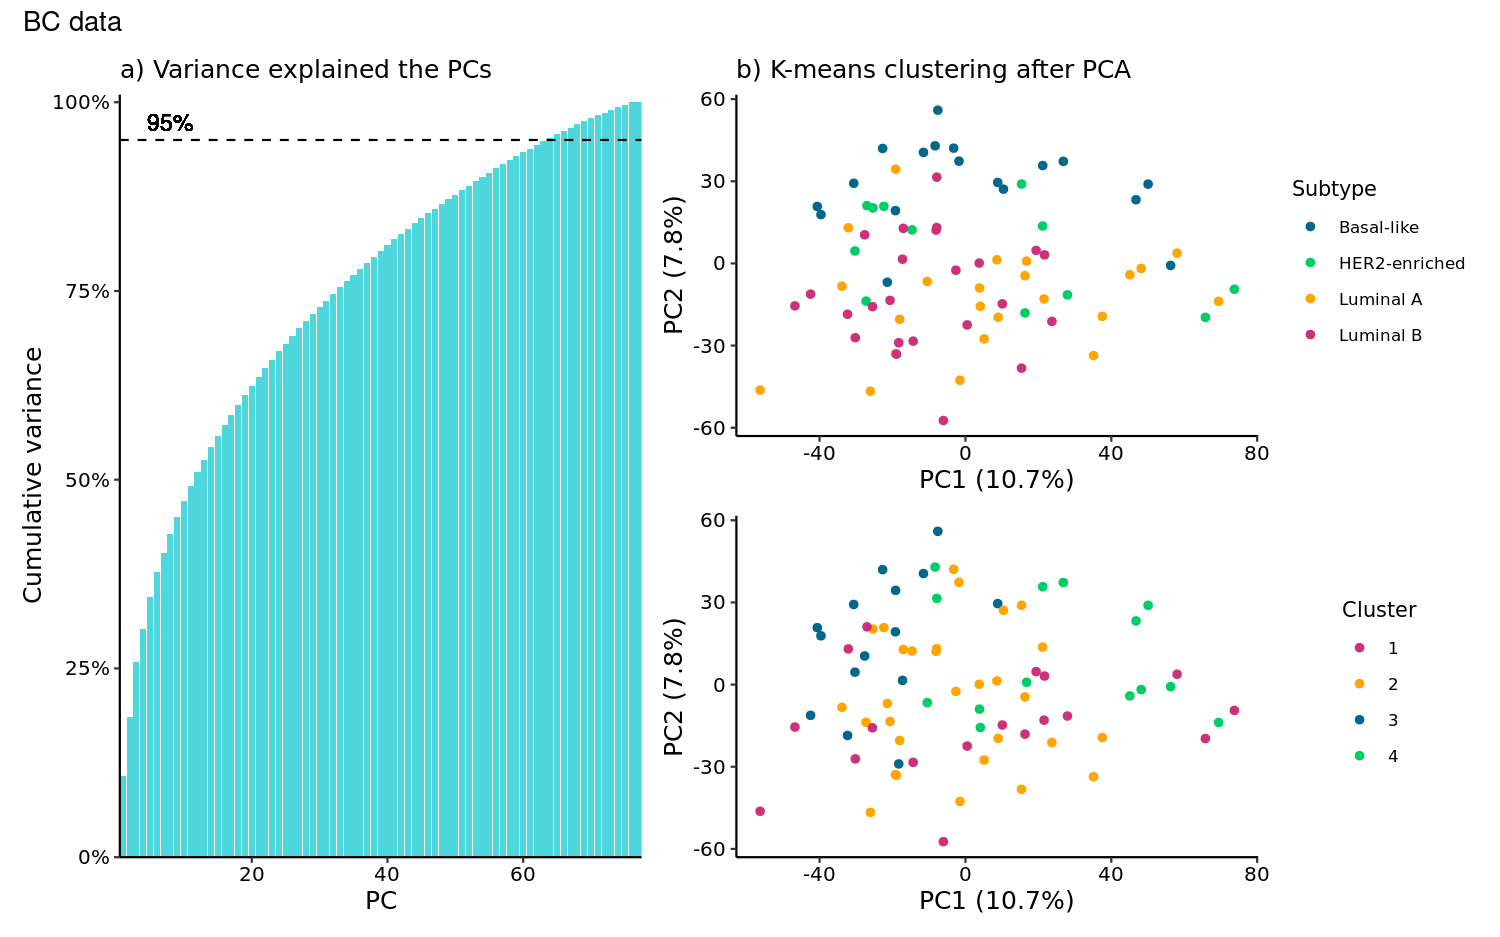 BC data
a) Variance explained the PCs
100%
95%
75%
50%
25%
0%
Cumulative variance
20 40 60
PC
b) K-means clustering after PCA
60
30
0
-30
-60
PC2 (7.8%)
-40 0 40 80
PC1 (10.7%)
Subtype
Basal-like
HER2-enriched
Luminal A
Luminal B
60
30
0
-30
-60
PC2 (7.8%)
-40 0 40 80
PC1 (10.7%)
Cluster
1
2
3
4